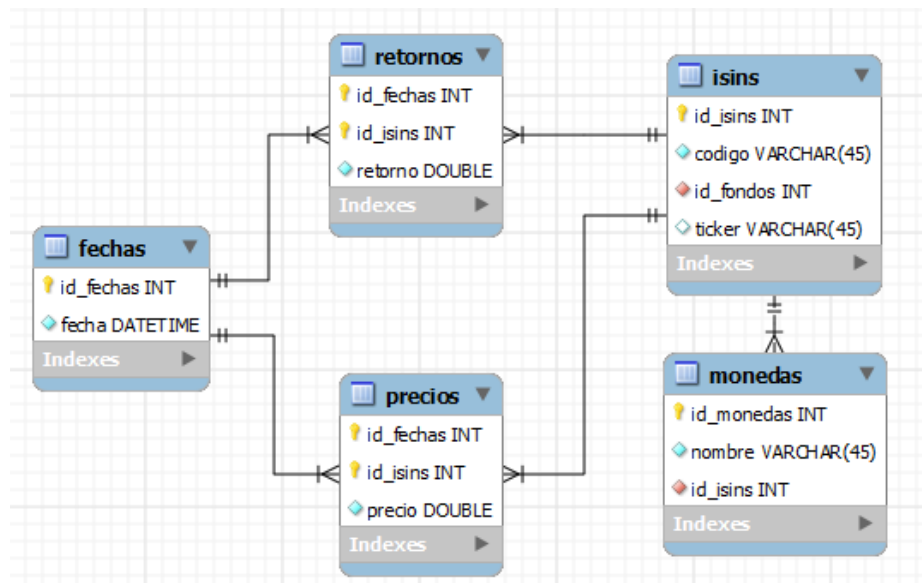 retornos
id_fechas INT
id_isins INT
retorno DOUBLE
Indexes
isins
id_isins INT
codigo VARCHAR(45)
id_fondos INT
ticker VARCHAR(45)
Indexes
fechas
id_fechas INT
fecha DATETIME
Indexes
precios
id_fechas INT
id_isins INT
precio DOUBLE
Indexes
monedas
id_monedas INT
nombre VARCHAR(45)
id_isins INT
Indexes